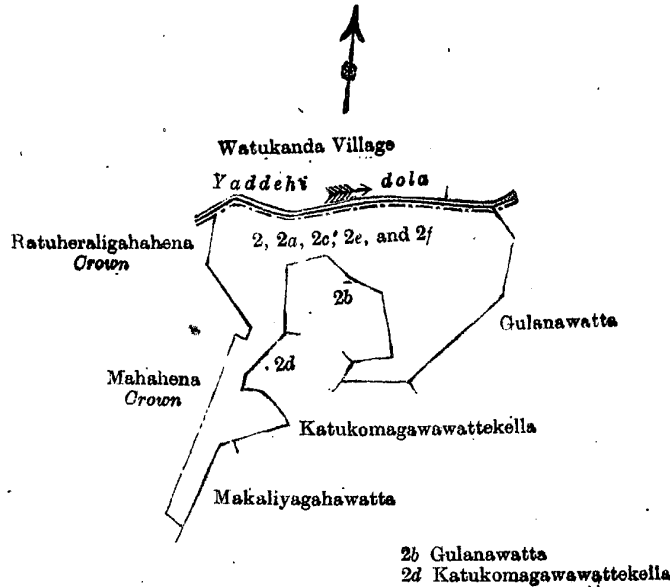 Watukanda Village
Yaddehi dola
Ratuheraligahahena
Crown
2, 2a, 2c, 2e, and 2f
2b
Gulanawatta
2d
Mahahena
Crown
Katukomagawawattekella
Makaliyagahawatta
2b Gulanawatta
2d Katukomagawawattekella